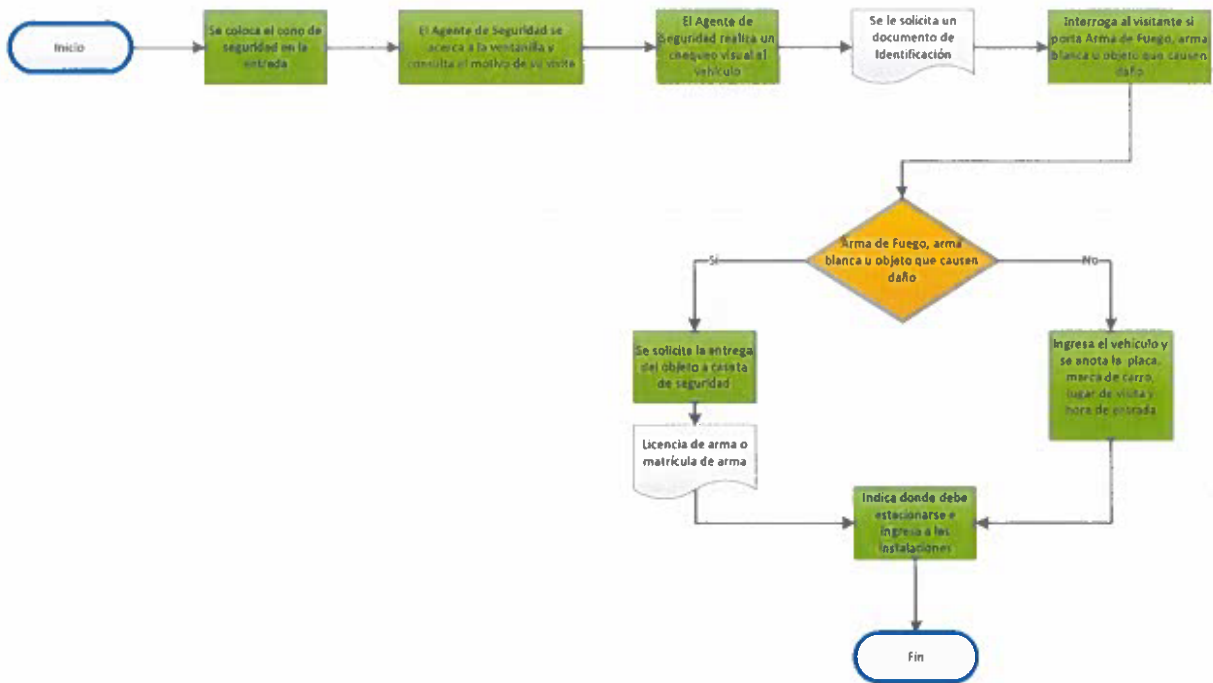 Inicio
Se coloca el cono de
seguridad en la
entrada
El Agente de Seguridad se
acerca a la ventanilla y
consulta el motivo de su visita
El Agente de
Seguridad realiza un
chequeo visual al
vehículo
Se le solicita un
documento de
Identificación
Interroga al visitante si
porta Arma de Fuego, arma
blanca u objeto que causen
daño
Arma de Fuego, arma
blanca u objeto que causen
daño
Si
No
Se solicita la entrega
del objeto a caseta
de seguridad
Licencia de arma o
matrícula de arma
Ingresa el vehículo y
se anota la placa,
marca de carro,
lugar de visita y
hora de entrada
Indica donde debe
estacionarse e
ingresa a las
instalaciones
Fin